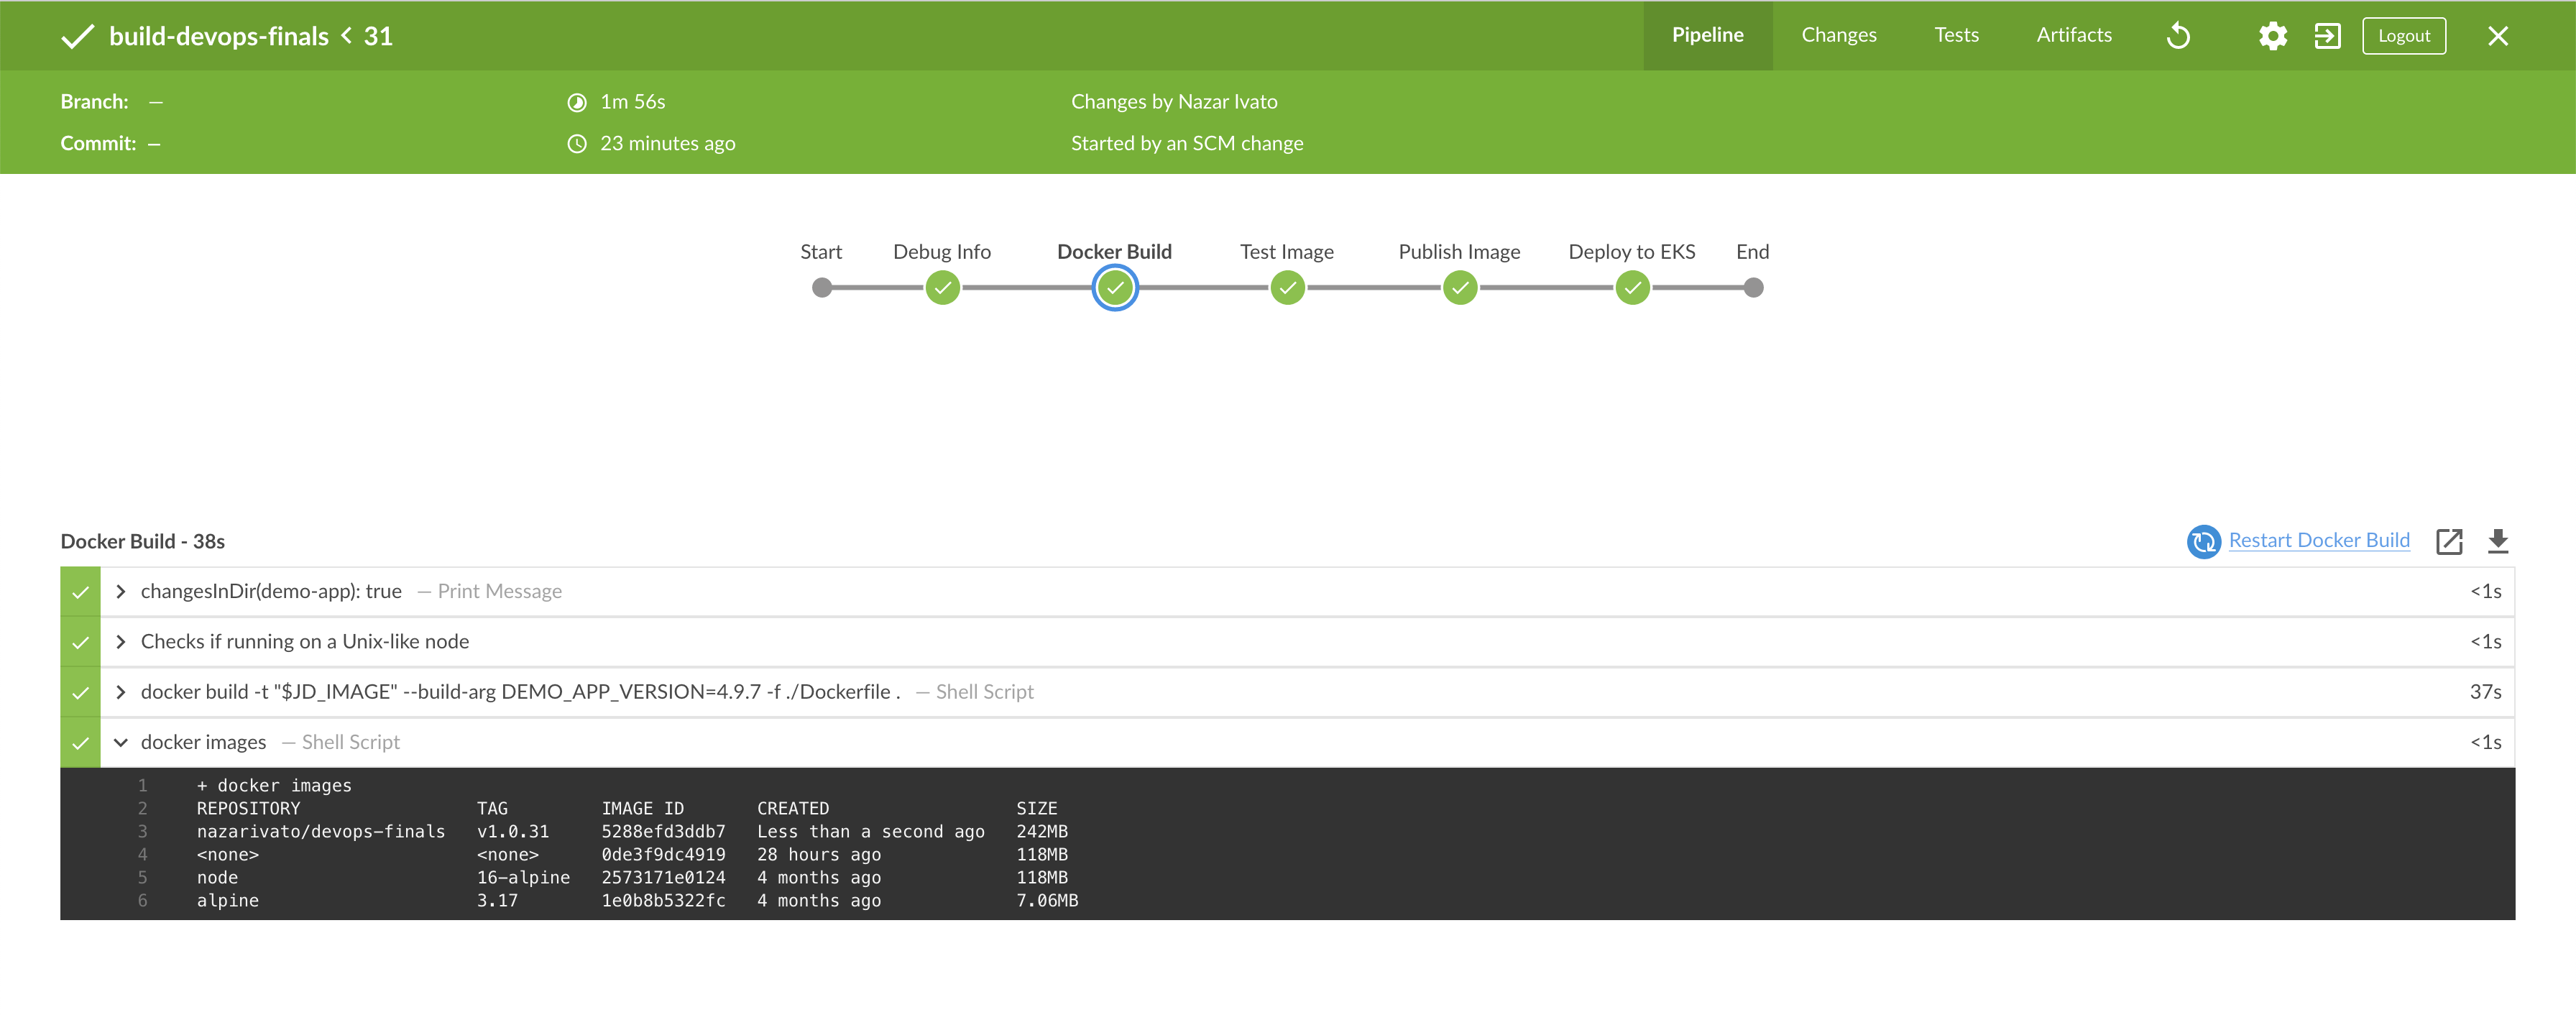 build-devops-finals < 31
Pipeline Changes Tests Artifacts Logout
Branch: —
1m 56s
Changes by Nazar Ivato
Commit: —
23 minutes ago
Started by an SCM change
Start Debug Info Docker Build Test Image Publish Image Deploy to EKS End
Docker Build - 38s
Restart Docker Build
changesInDir(demo-app): true — Print Message <1s
Checks if running on a Unix-like node <1s
docker build -t "$JD_IMAGE" --build-arg DEMO_APP_VERSION=4.9.7 -f ./Dockerfile . — Shell Script 37s
docker images — Shell Script <1s
1 + docker images
2 REPOSITORY TAG IMAGE ID CREATED SIZE
3 nazarivato/devops-finals v1.0.31 5288efd3ddb7 Less than a second ago 242MB
4 <none> <none> 0de3f9dc4919 28 hours ago 118MB
5 node 16-alpine 2573171e0124 4 months ago 118MB
6 alpine 3.17 1e0b8b5322fc 4 months ago 7.06MB